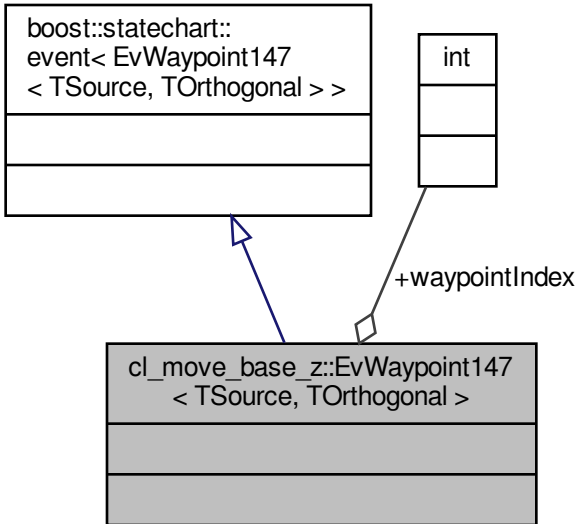 boost::statechart::
event< EvWaypoint147
< TSource, TOrthogonal > >
int
+waypointIndex
cl_move_base_z::EvWaypoint147
< TSource, TOrthogonal >